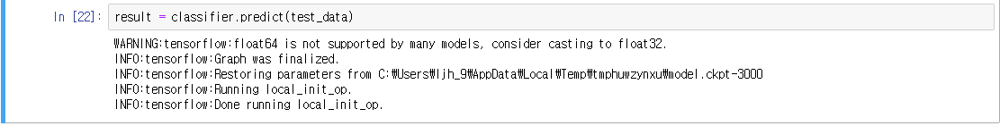 In [22]: result = classifier.predict(test_data)
WARNING:tensorflow:float64 is not supported by many models, consider casting to float32.
INFO:tensorflow:Graph was finalized.
INFO:tensorflow:Restoring parameters from C:₩Users₩ljh_9₩AppData₩Local₩Temp₩tmphuwzynxu₩model.ckpt-3000
INFO:tensorflow:Running local_init_op.
INFO:tensorflow:Done running local_init_op.